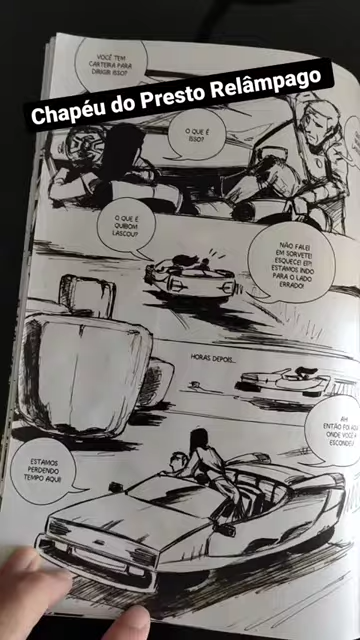 VOCÊ TEM
CARTEIRA PARA
DIRIGIR ISSO?
Chapéu do Presto Relâmpago
O QUE É
ISSO?
O QUE É
QUIBOM
LASCOU?
NÃO FALEI
EM SORVETE!
ESQUECE! EI?!
ESTAMOS INDO
PARA O LADO
ERRADO!
HORAS DEPOIS...
AH!
ENTÃO FOI AQUI
ONDE VOCÊ
ESCONDEU
ESTAMOS
PERDENDO
TEMPO AQUI!